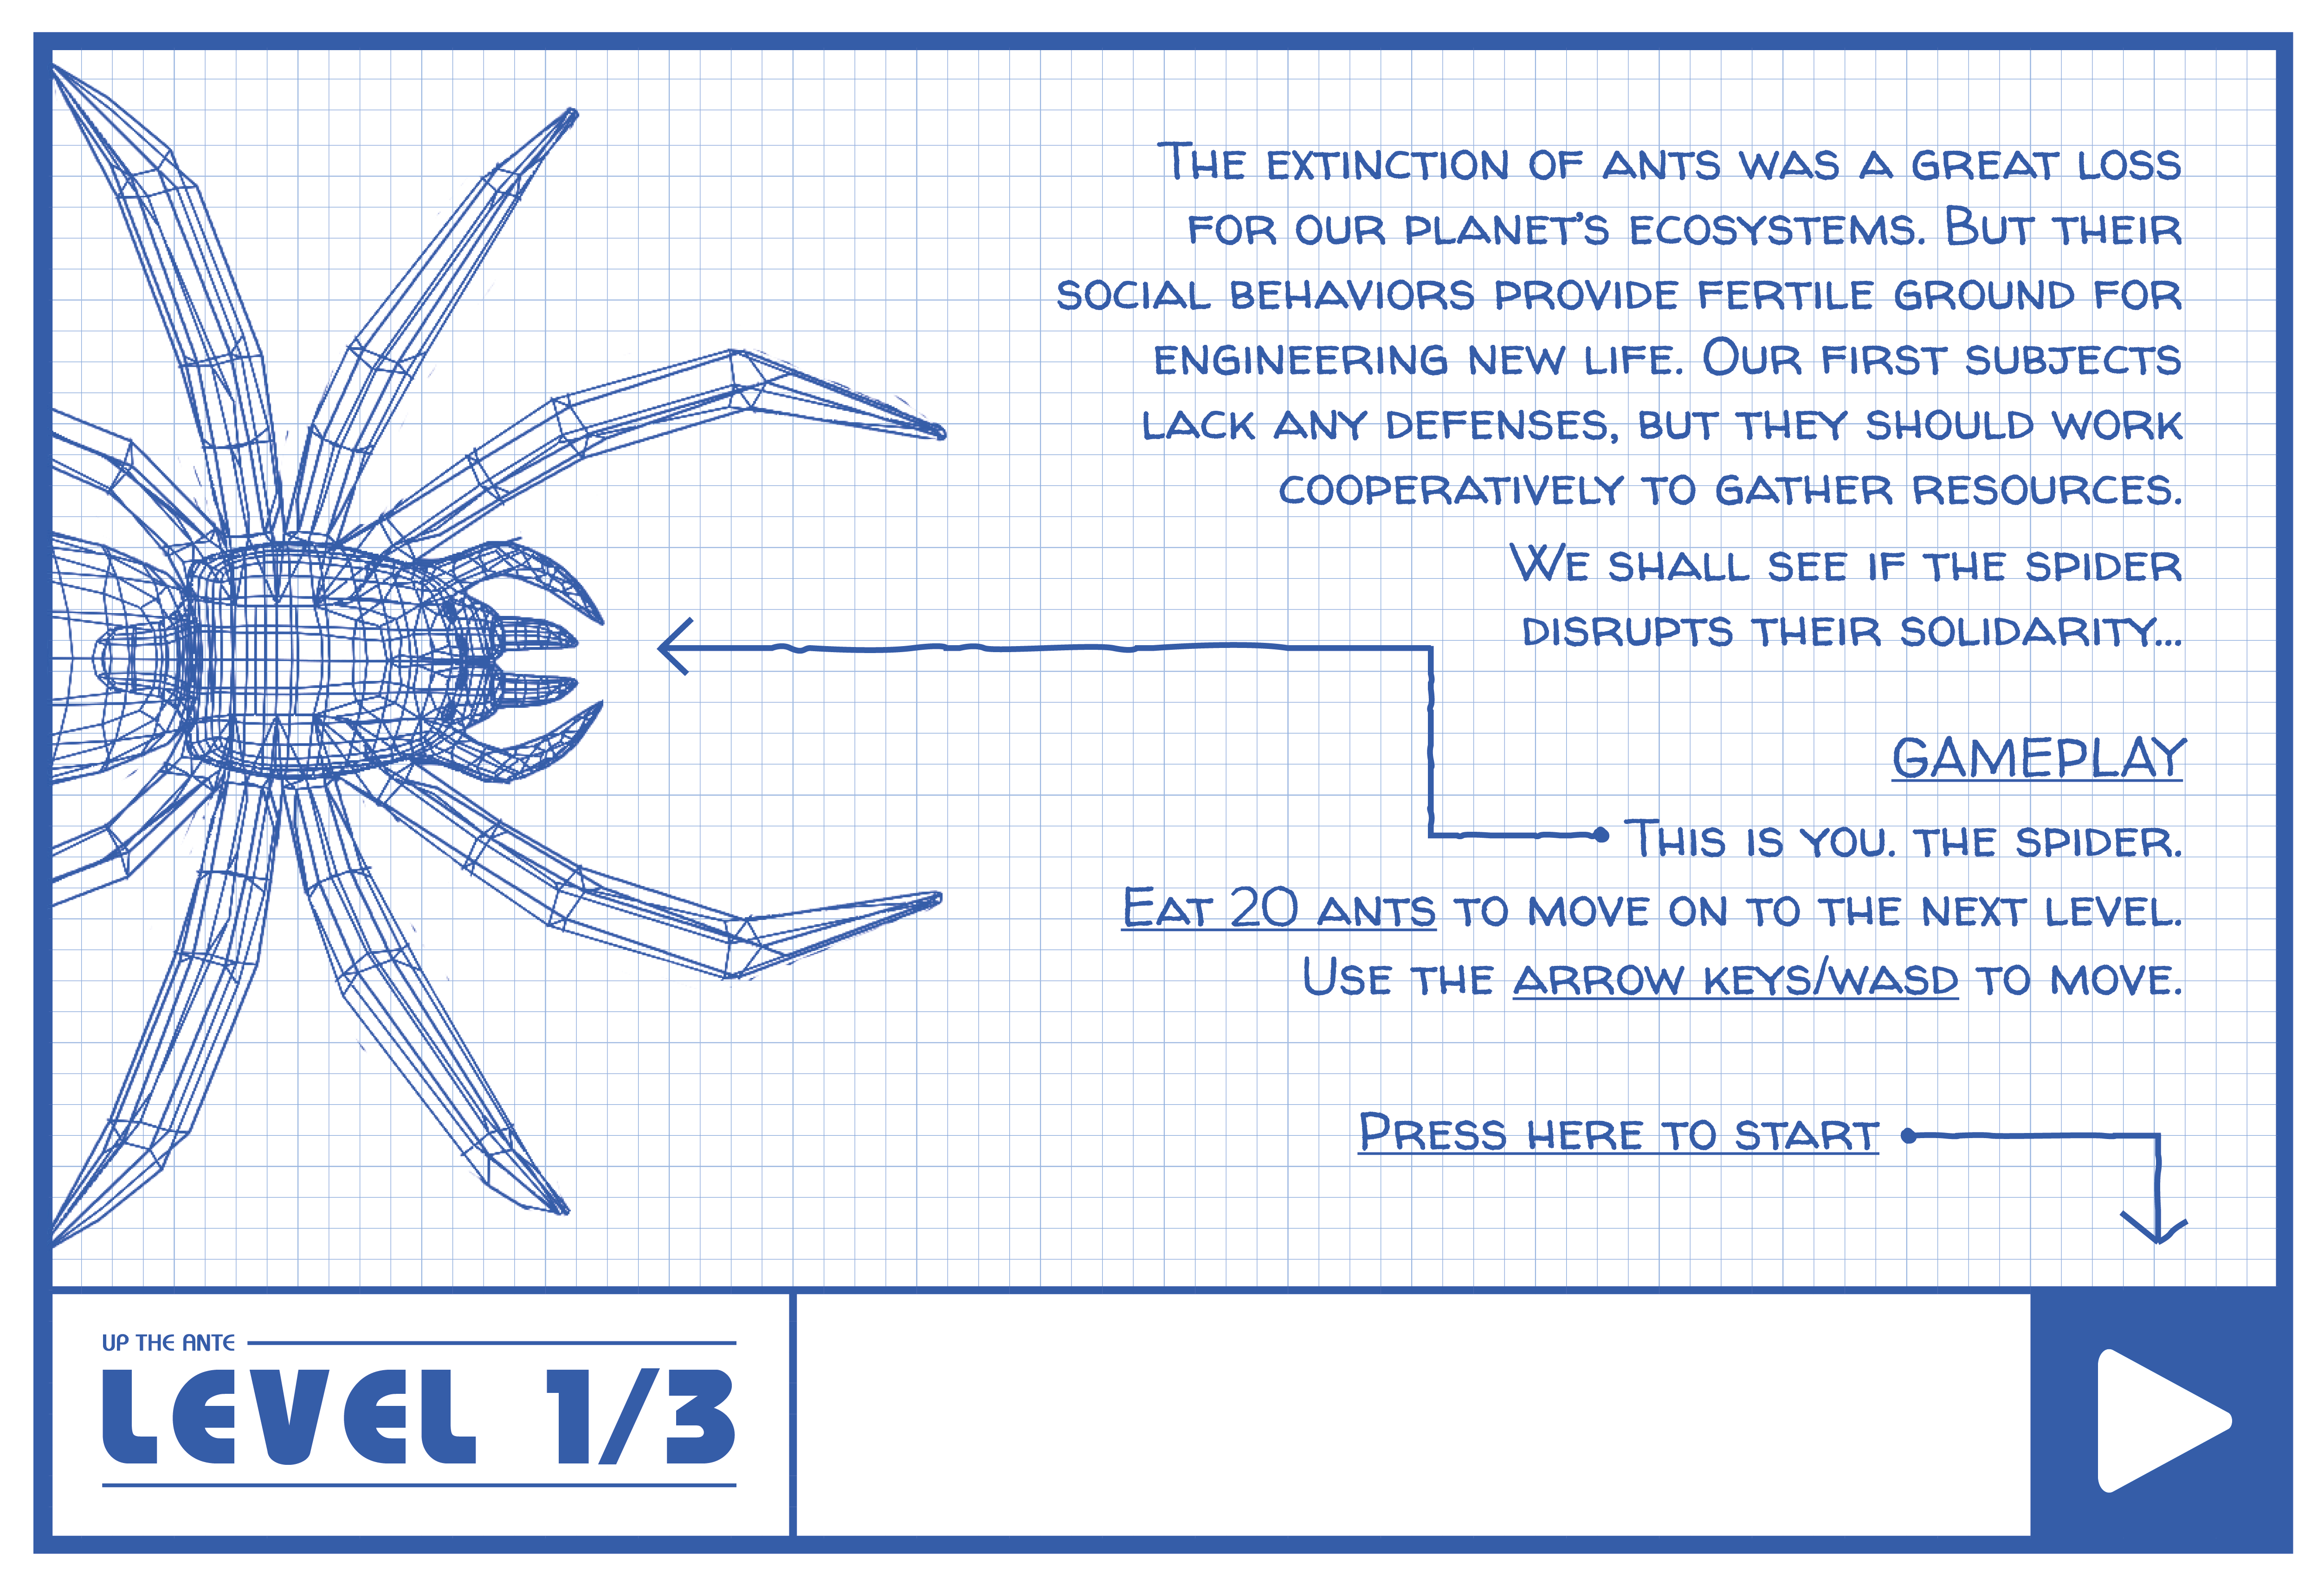 The extinction of ants was a great loss
for our planet's ecosystems. But their
social behaviors provide fertile ground for
engineering new life. Our first subjects
lack any defenses, but they should work
cooperatively to gather resources.
We shall see if the spider
disrupts their solidarity...
GAMEPLAY
This is you. the spider.
Eat 20 ants to move on to the next level.
Use the arrow keys/wasd to move.
Press here to start
UP THE ANTE
LEVEL 1/3